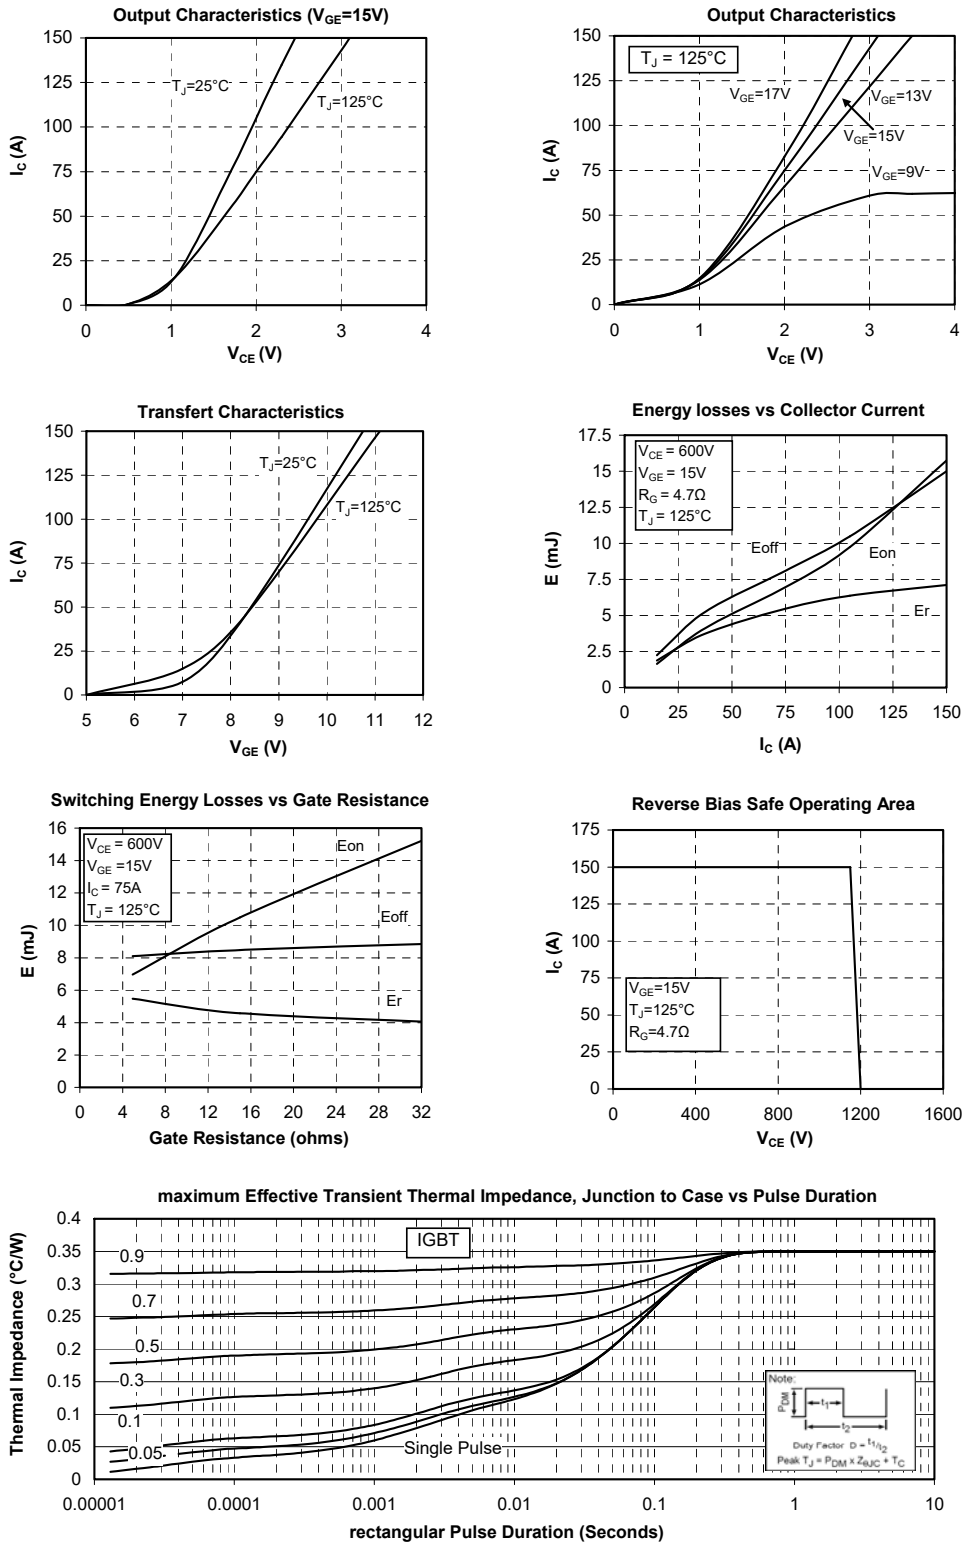 Output Characteristics (VGE=15V)
150
125
100
75
50
25
0
0 1 2 3 4
IC (A)
VCE (V)
TJ=25°C
TJ=125°C
Output Characteristics
150
125
100
75
50
25
0
0 1 2 3 4
IC (A)
VCE (V)
TJ = 125°C
VGE=17V
VGE=13V
VGE=15V
VGE=9V
Transfert Characteristics
150
125
100
75
50
25
0
5 6 7 8 9 10 11 12
IC (A)
VGE (V)
TJ=25°C
TJ=125°C
Energy losses vs Collector Current
17.5
15
12.5
10
7.5
5
2.5
0
0 25 50 75 100 125 150
E (mJ)
IC (A)
VCE = 600V
VGE = 15V
RG = 4.7Ω
TJ = 125°C
Eoff
Eon
Er
Switching Energy Losses vs Gate Resistance
16
14
12
10
8
6
4
2
0
0 4 8 12 16 20 24 28 32
E (mJ)
Gate Resistance (ohms)
VCE = 600V
VGE =15V
IC = 75A
TJ = 125°C
Eon
Eoff
Er
Reverse Bias Safe Operating Area
175
150
125
100
75
50
25
0
0 400 800 1200 1600
IC (A)
VCE (V)
VGE=15V
TJ=125°C
RG=4.7Ω
maximum Effective Transient Thermal Impedance, Junction to Case vs Pulse Duration
0.4
0.35
0.3
0.25
0.2
0.15
0.1
0.05
0
0.00001 0.0001 0.001 0.01 0.1 1 10
Thermal Impedance (°C/W)
rectangular Pulse Duration (Seconds)
IGBT
0.9
0.7
0.5
0.3
0.1
0.05
Single Pulse
Note:
PDM
t1
t2
Duty Factor D = t1/t2
Peak TJ = PDM x ZθJC + TC